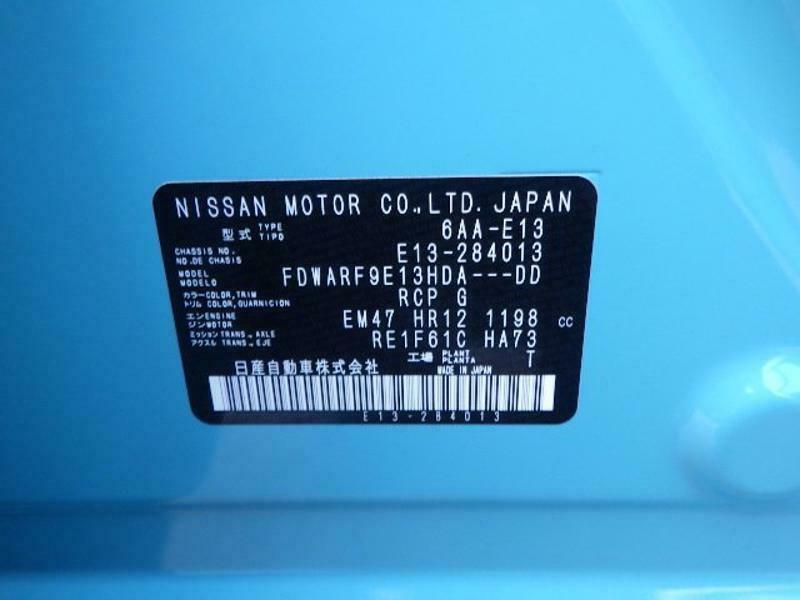 NISSAN MOTOR CO.,LTD. JAPAN
型式 TYPE TIPO 6AA-E13
CHASSIS NO. NO.DE CHASIS E13-284013
MODEL MODELO FDWARF9E13HDA---DD
カラー COLOR,TRIM トリム COLOR,GUARNICION RCP G
エンジン ENGINE MOTOR EM47 HR12 1198 cc
ミッション TRANS., AXLE アクスル TRANS., EJE RE1F61C HA73
工場 PLANT PLANTA T
日産自動車株式会社 MADE IN JAPAN
E13-284013